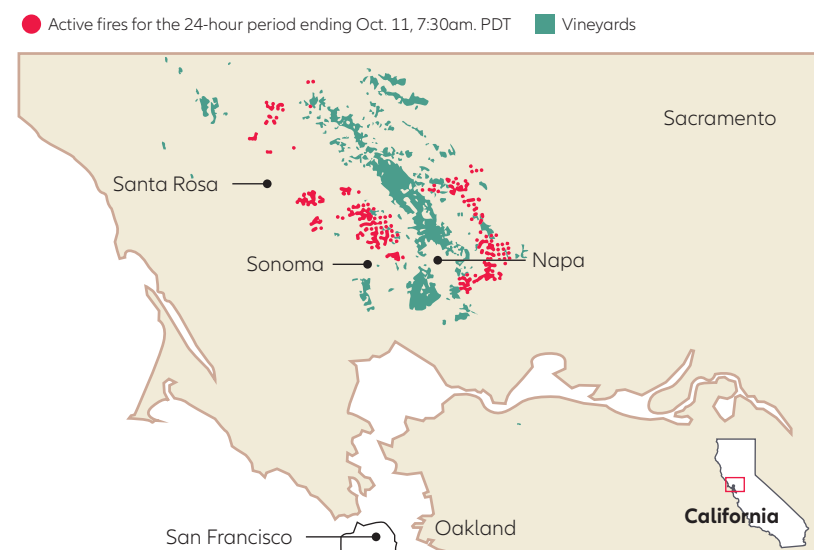 Active fires for the 24-hour period ending Oct. 11, 7:30am. PDT
Vineyards
Sacramento
Santa Rosa
Sonoma
Napa
California
San Francisco
Oakland